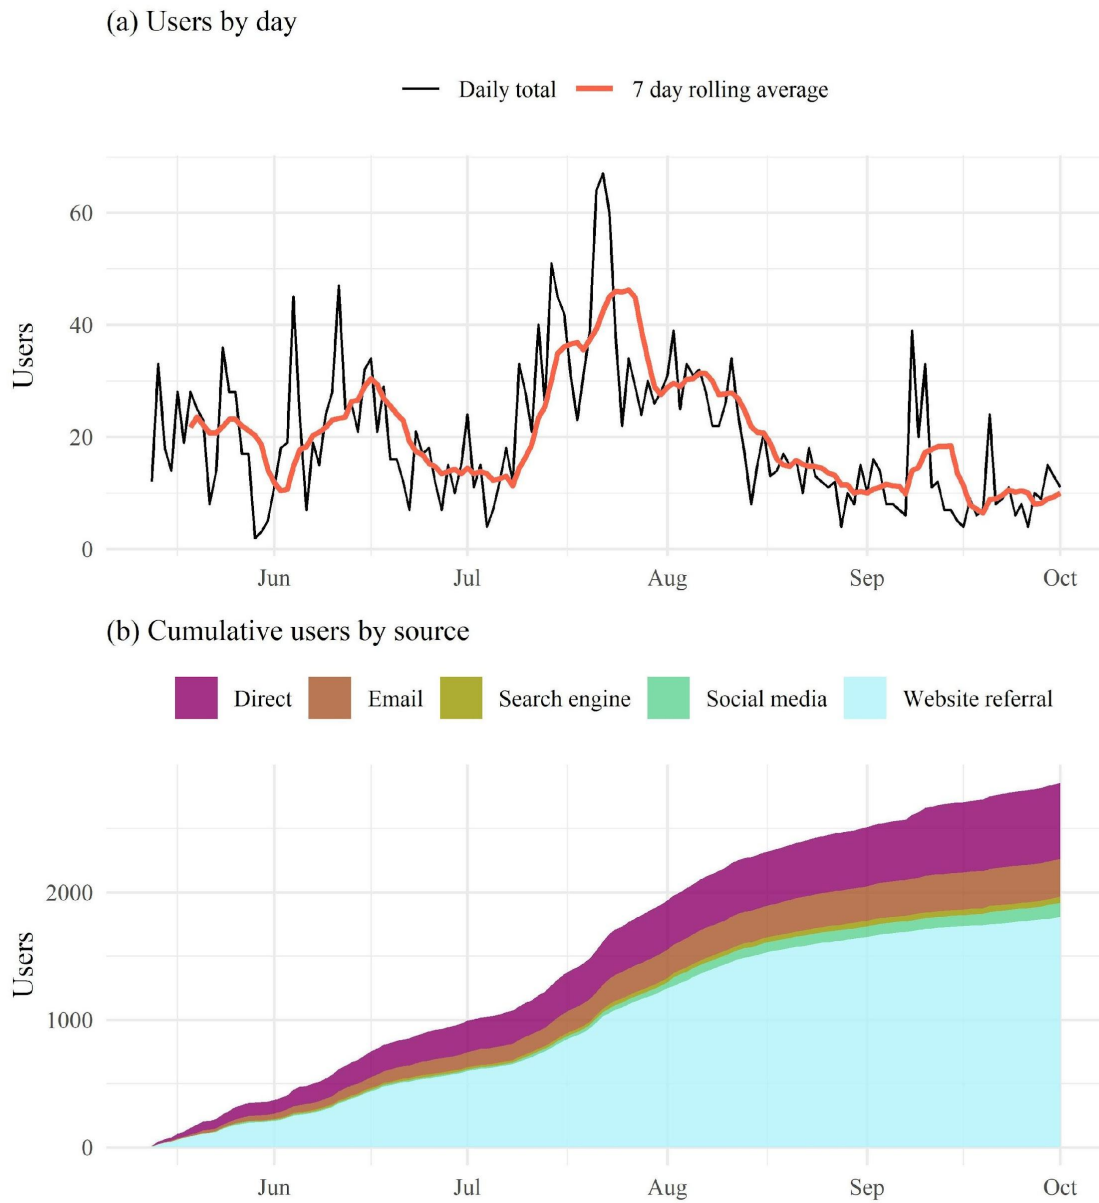 (a) Users by day
Daily total 7 day rolling average
60
40
20
0
Users
Jun Jul Aug Sep Oct
(b) Cumulative users by source
Direct Email Search engine Social media Website referral
2000
1000
0
Users
Jun Jul Aug Sep Oct